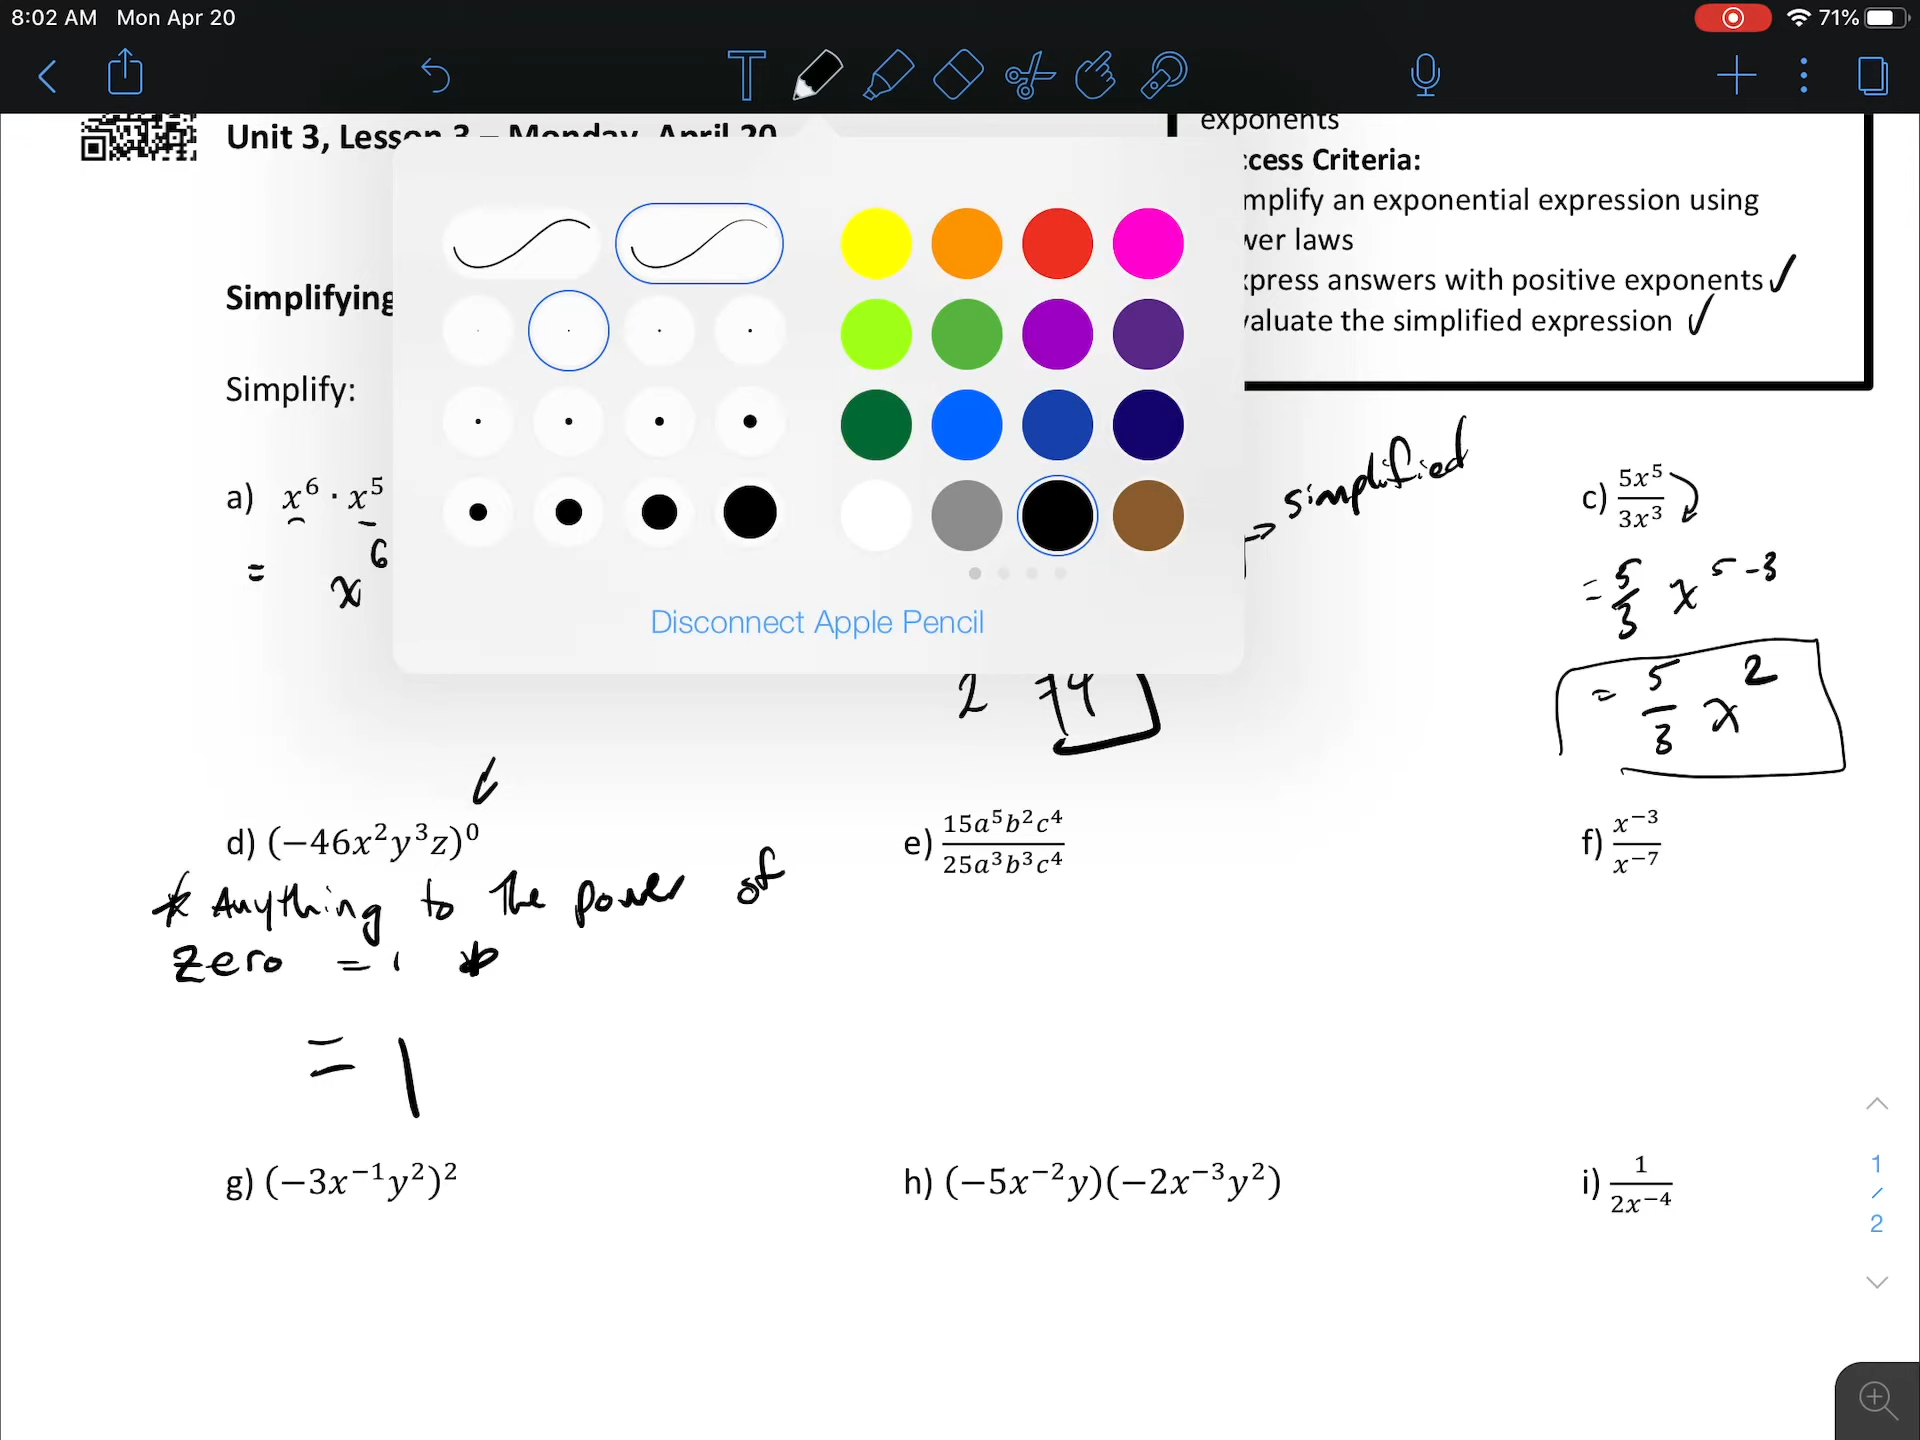 8:02 AM Mon Apr 20
71%
Unit 3, Lesson 3 – Monday, April 20
exponents
ccess Criteria:
mplify an exponential expression using
wer laws
xpress answers with positive exponents ✓
valuate the simplified expression ✓
Simplifying
Simplify:
→ simplified
a) x⁶ · x⁵
= x⁶
c) 5x⁵/3x³
= 5/3 x⁵⁻³
= 5/3 x²
Disconnect Apple Pencil
d) (−46x²y³z)⁰
* Anything to the power of
zero = 1 *
= 1
e) 15a⁵b²c⁴/25a³b³c⁴
f) x⁻³/x⁻⁷
g) (−3x⁻¹y²)²
h) (−5x⁻²y)(−2x⁻³y²)
i) 1/2x⁻⁴
1
/
2